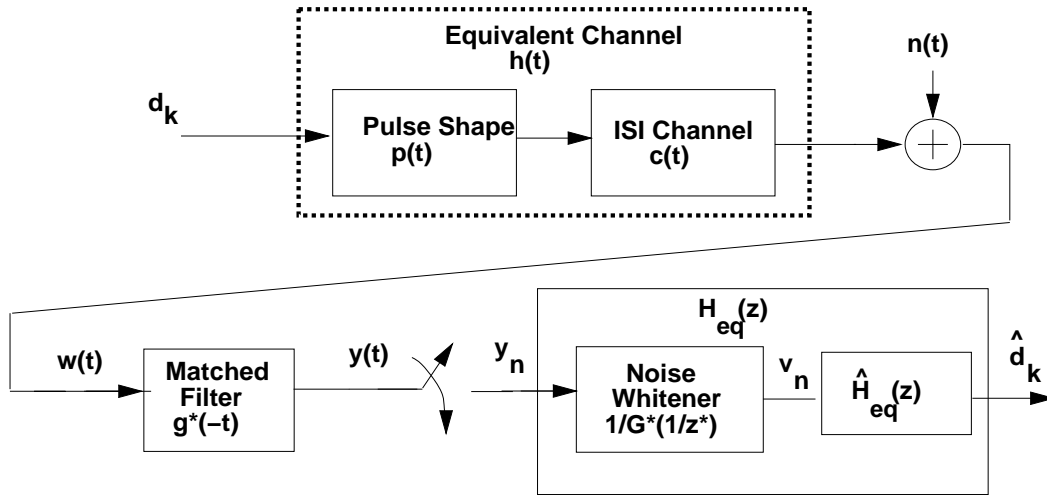 Equivalent Channel
h(t)
n(t)
d_k
Pulse Shape
p(t)
ISI Channel
c(t)
+
H_eq(z)
w(t)
Matched
Filter
g*(−t)
y(t)
y_n
Noise
Whitener
1/G*(1/z*)
v_n
Ĥ_eq(z)
d̂_k